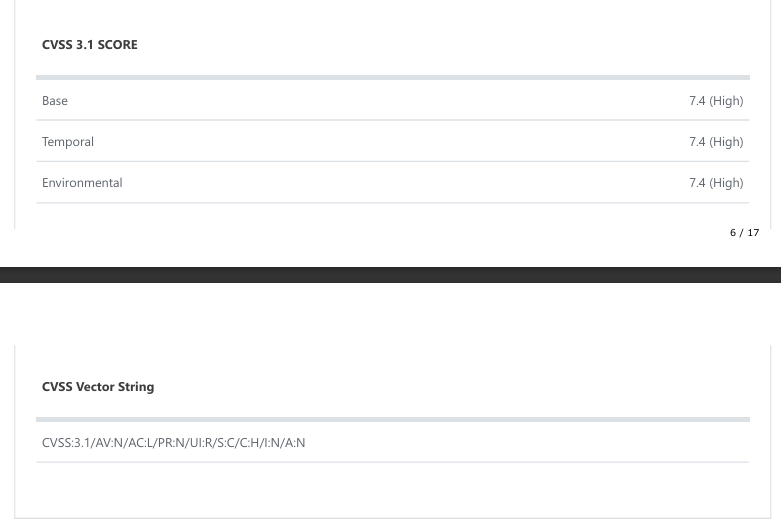 CVSS 3.1 SCORE
Base 7.4 (High)
Temporal 7.4 (High)
Environmental 7.4 (High)
6 / 17
CVSS Vector String
CVSS:3.1/AV:N/AC:L/PR:N/UI:R/S:C/C:H/I:N/A:N